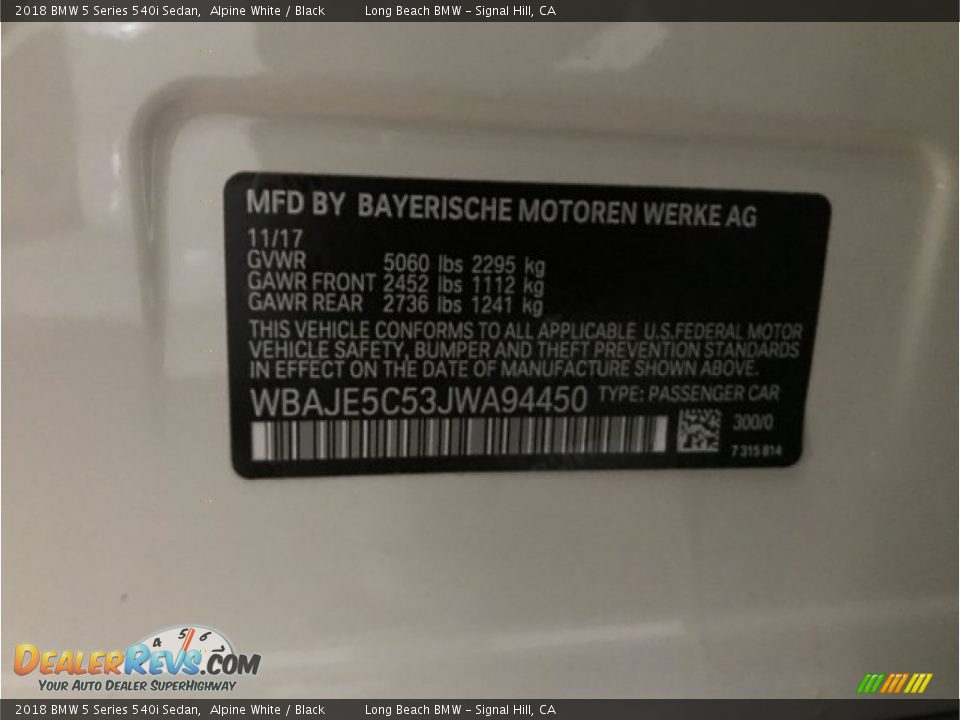 2018 BMW 5 Series 540i Sedan, Alpine White / Black Long Beach BMW - Signal Hill, CA
MFD BY BAYERISCHE MOTOREN WERKE AG
11/17
GVWR 5060 lbs 2295 kg
GAWR FRONT 2452 lbs 1112 kg
GAWR REAR 2736 lbs 1241 kg
THIS VEHICLE CONFORMS TO ALL APPLICABLE U.S.FEDERAL MOTOR
VEHICLE SAFETY, BUMPER AND THEFT PREVENTION STANDARDS
IN EFFECT ON THE DATE OF MANUFACTURE SHOWN ABOVE.
WBAJE5C53JWA94450 TYPE: PASSENGER CAR
300/0
7 315 814
4 5 6 7
DEALERREVS.COM
YOUR AUTO DEALER SUPERHIGHWAY
2018 BMW 5 Series 540i Sedan, Alpine White / Black Long Beach BMW - Signal Hill, CA